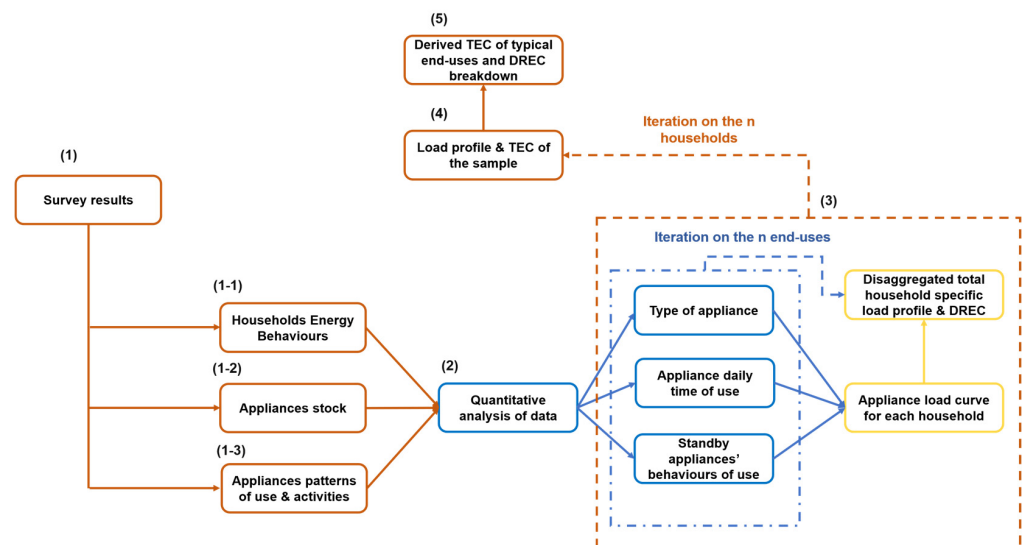 (5)
Derived TEC of typical
end-uses and DREC
breakdown
(4)
Load profile & TEC of
the sample
Iteration on the n
households
(1)
Survey results
(3)
Iteration on the n end-uses
(1-1)
Households Energy
Behaviours
(1-2)
Appliances stock
(1-3)
Appliances patterns
of use & activities
(2)
Quantitative
analysis of data
Type of appliance
Appliance daily
time of use
Standby
appliances’
behaviours of use
Disaggregated total
household specific
load profile & DREC
Appliance load curve
for each household